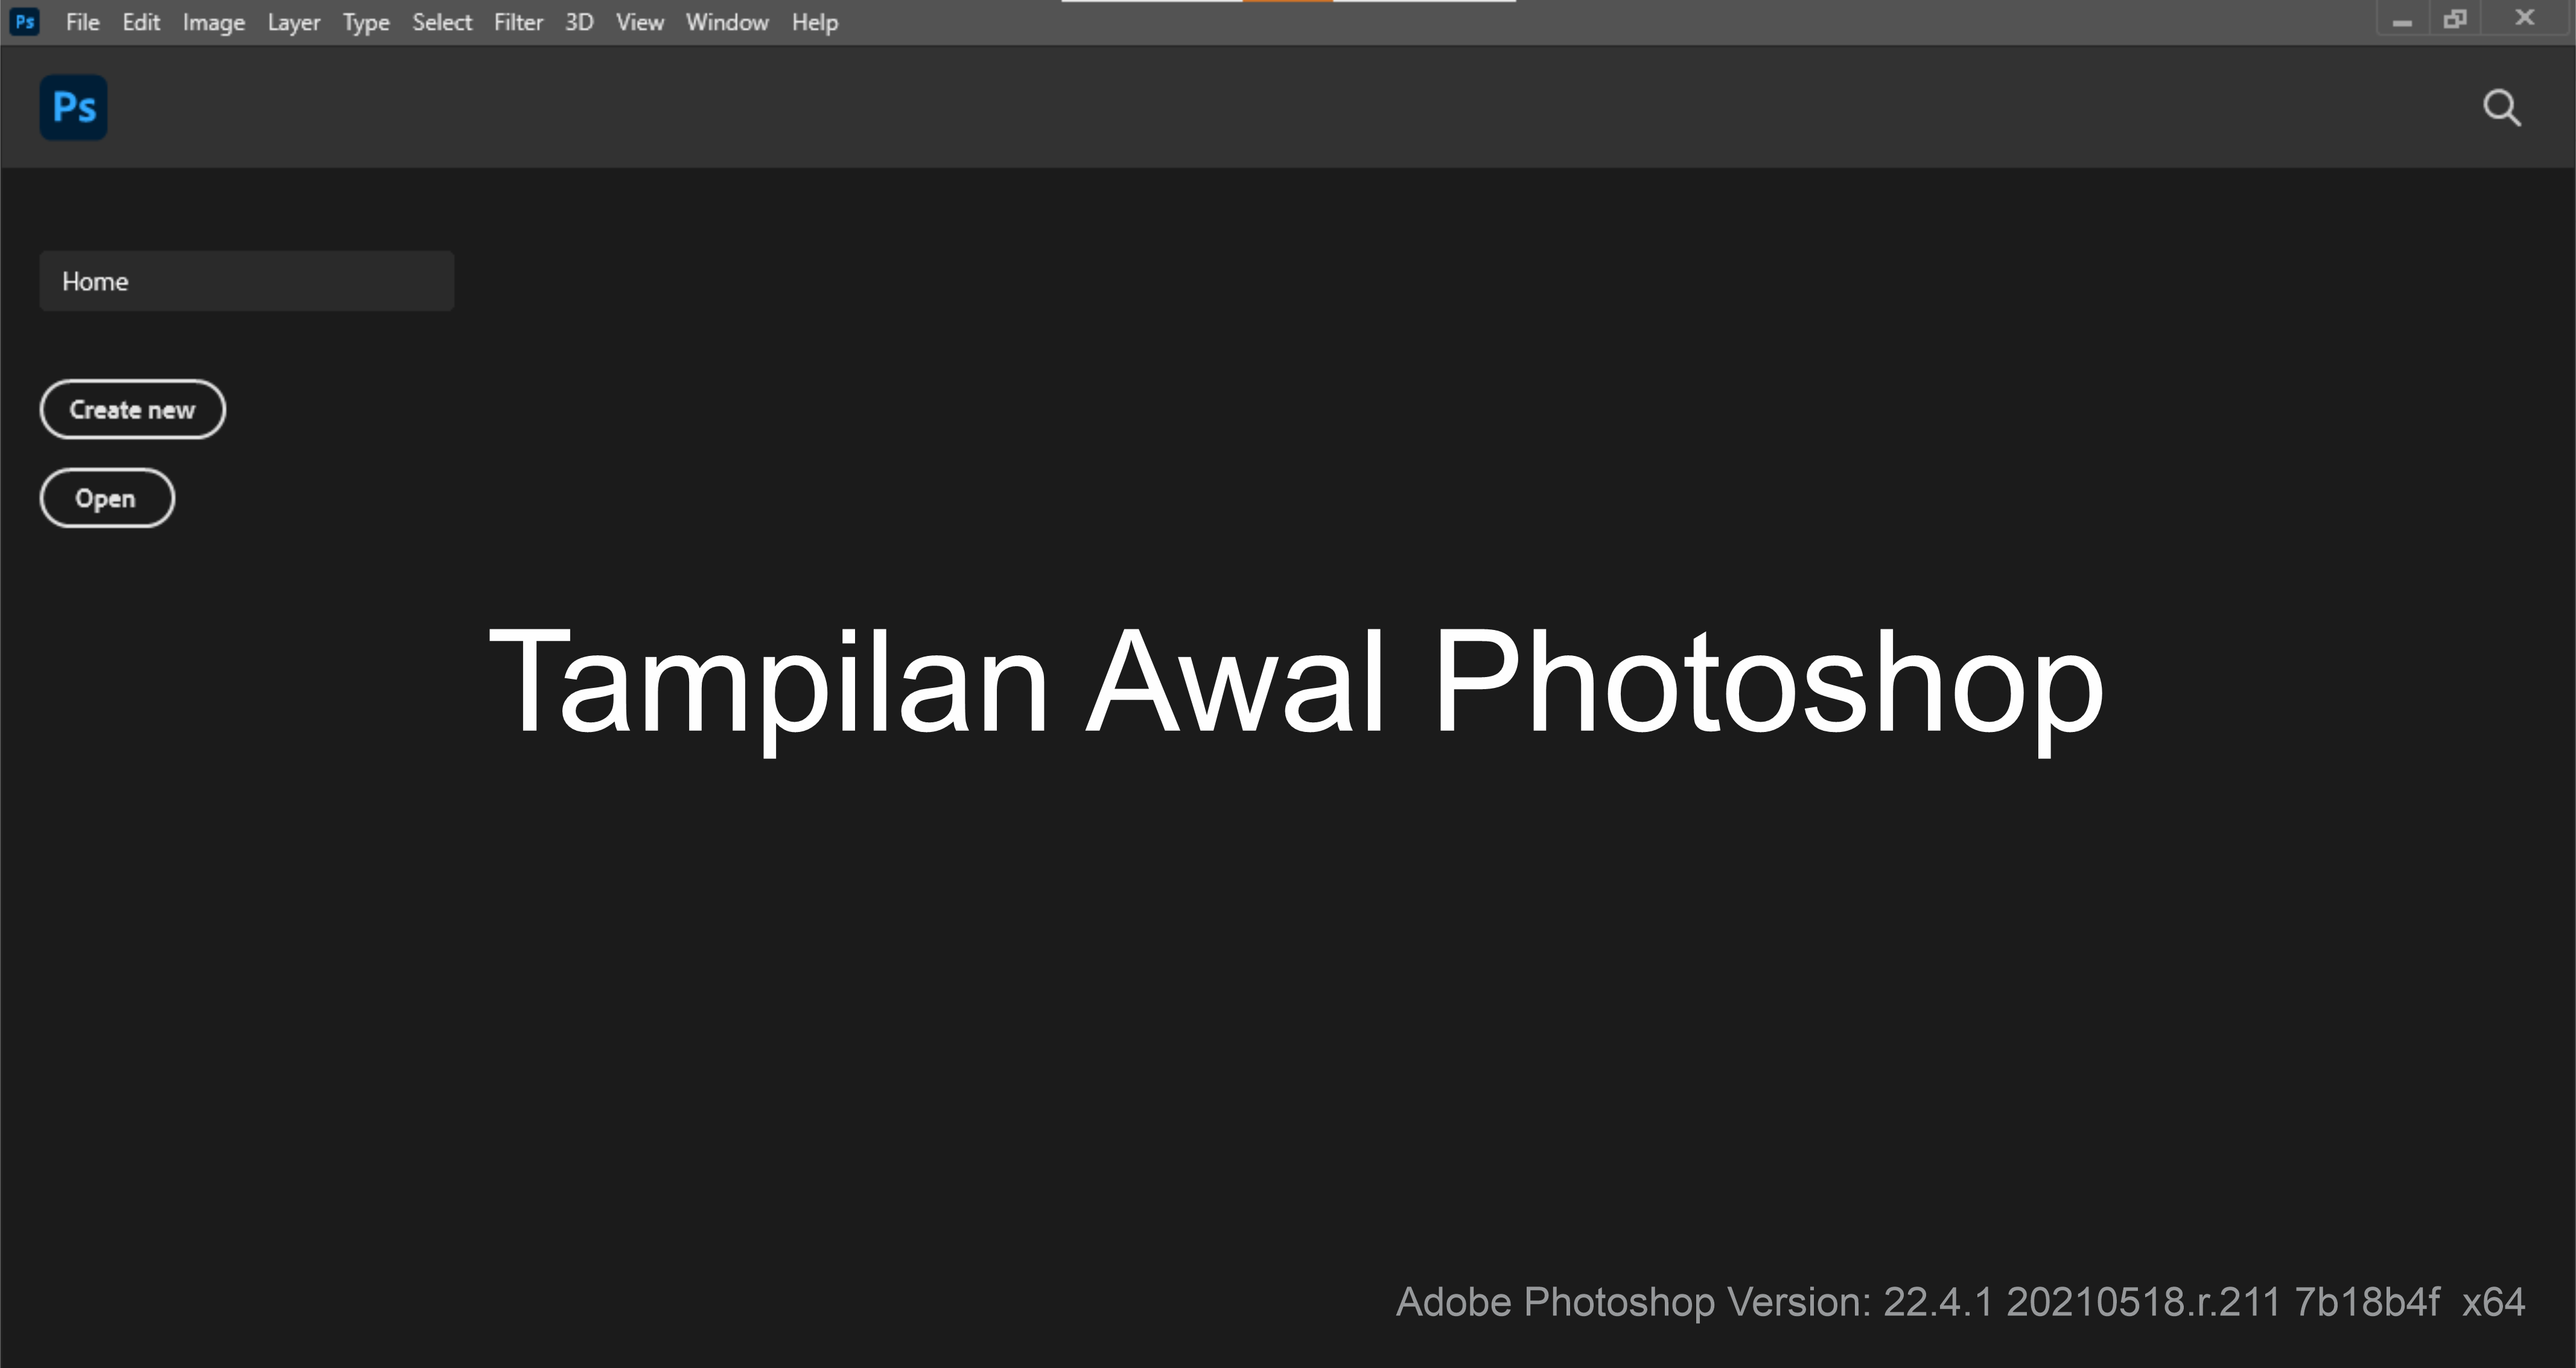 Ps File Edit Image Layer Type Select Filter 3D View Window Help
Ps
Home
Create new
Open
Tampilan Awal Photoshop
Adobe Photoshop Version: 22.4.1 20210518.r.211 7b18b4f x64